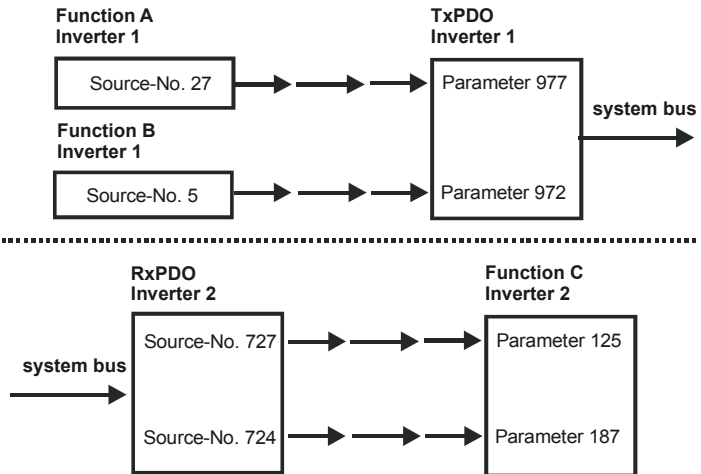 Function A
Inverter 1
TxPDO
Inverter 1
Source-No. 27
Parameter 977
system bus
Function B
Inverter 1
Source-No. 5
Parameter 972
RxPDO
Inverter 2
Function C
Inverter 2
Source-No. 727
Parameter 125
system bus
Source-No. 724
Parameter 187